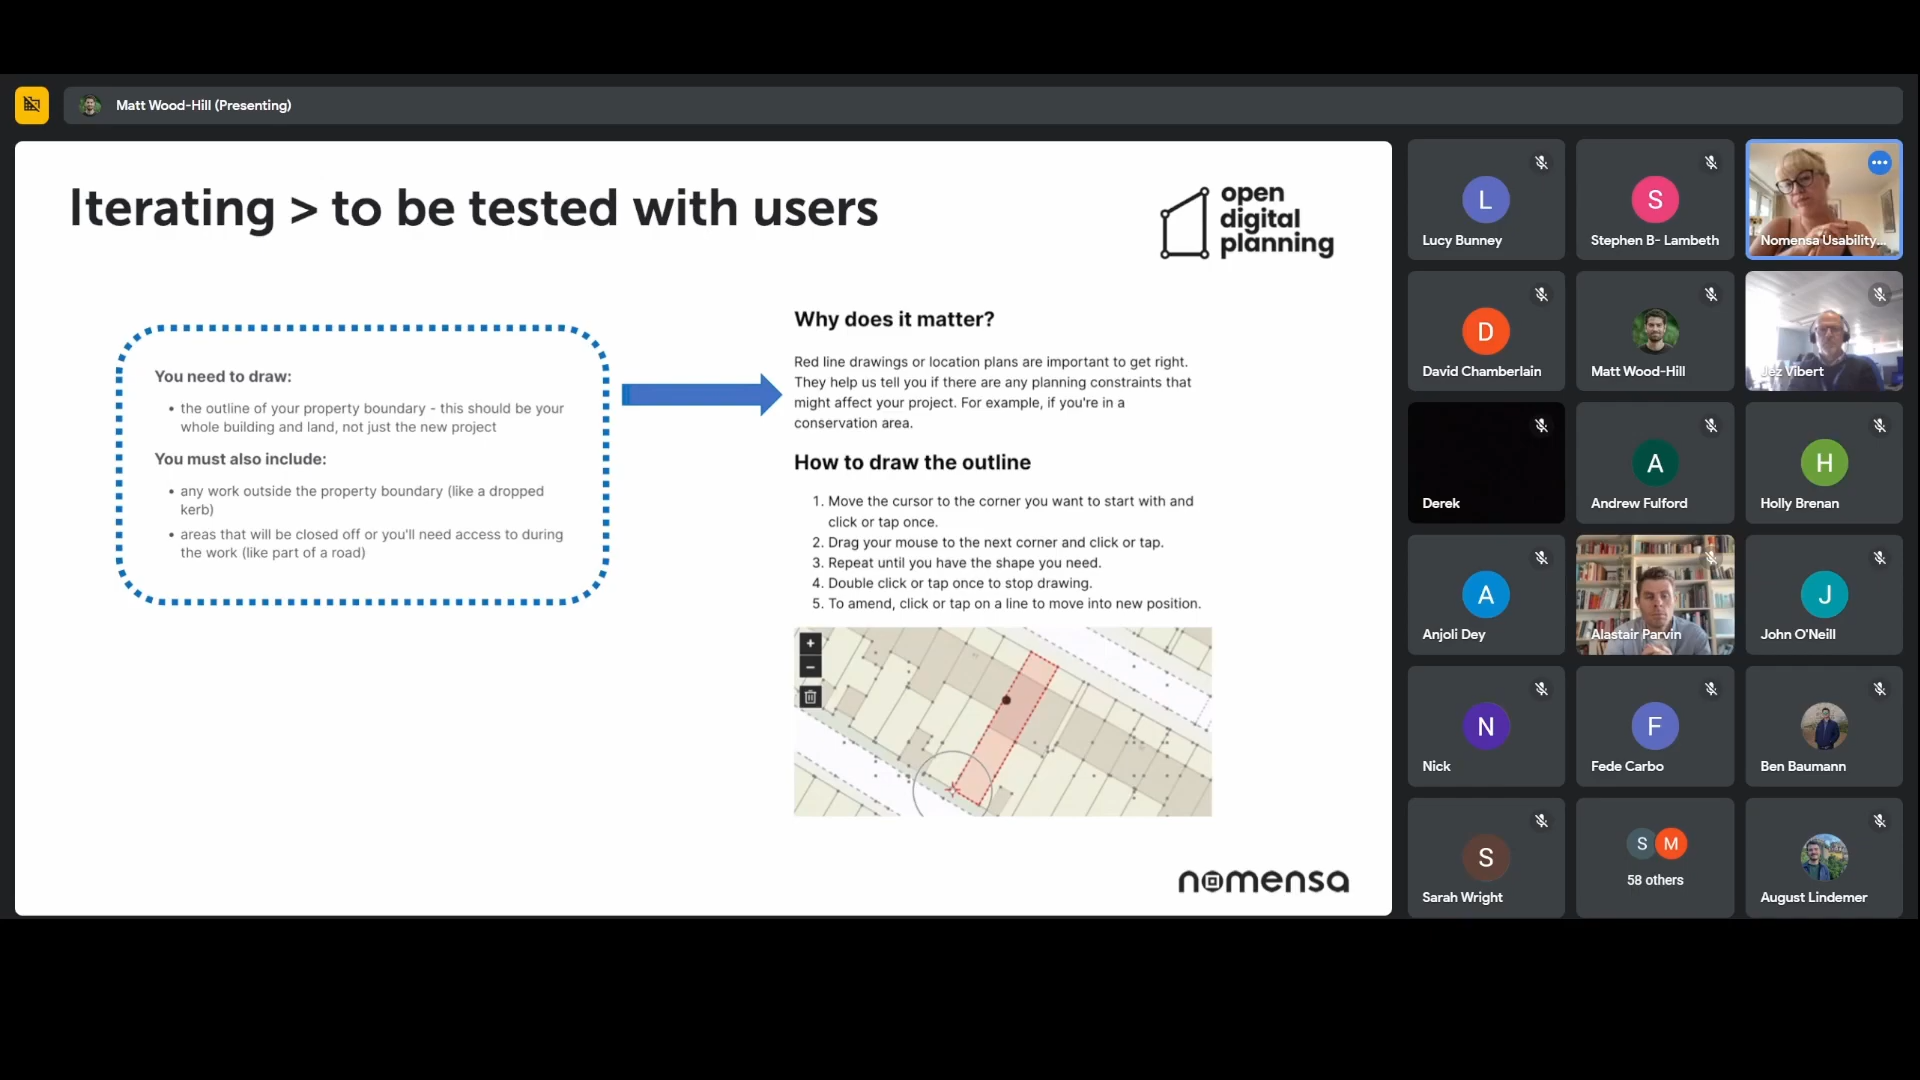 Matt Wood-Hill (Presenting)
Iterating > to be tested with users
open
digital
planning
You need to draw:
• the outline of your property boundary - this should be your
whole building and land, not just the new project
You must also include:
• any work outside the property boundary (like a dropped
kerb)
• areas that will be closed off or you'll need access to during
the work (like part of a road)
Why does it matter?
Red line drawings or location plans are important to get right.
They help us tell you if there are any planning constraints that
might affect your project. For example, if you're in a
conservation area.
How to draw the outline
1. Move the cursor to the corner you want to start with and
click or tap once.
2. Drag your mouse to the next corner and click or tap.
3. Repeat until you have the shape you need.
4. Double click or tap once to stop drawing.
5. To amend, click or tap on a line to move into new position.
+
−
nomensa
L
Lucy Bunney
S
Stephen B- Lambeth
Nomensa Usability...
D
David Chamberlain
Matt Wood-Hill
Jez Vibert
Derek
A
Andrew Fulford
H
Holly Brenan
A
Anjoli Dey
Alastair Parvin
J
John O'Neill
N
Nick
F
Fede Carbo
Ben Baumann
S
Sarah Wright
S M
58 others
August Lindemer